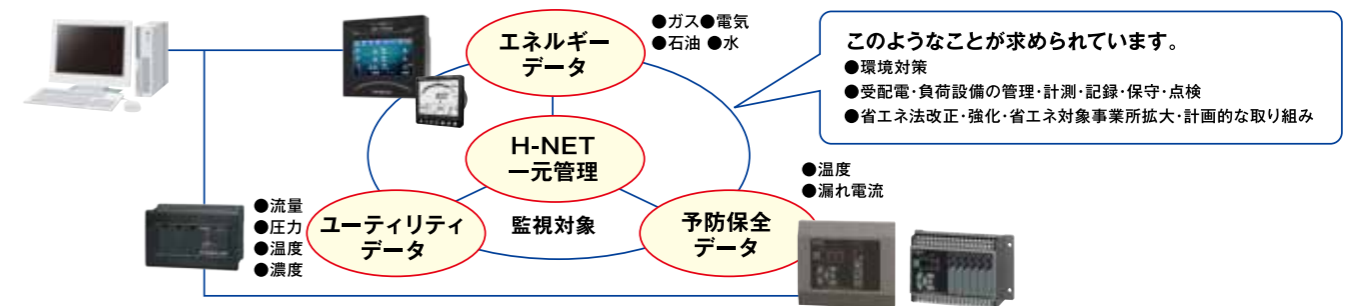 ●ガス●電気
●石油 ●水
エネルギー
データ
このようなことが求められています。
●環境対策
●受配電・負荷設備の管理・計測・記録・保守・点検
●省エネ法改正・強化・省エネ対象事業所拡大・計画的な取り組み
H-NET
一元管理
●温度
●漏れ電流
●流量
●圧力
●温度
●濃度
ユーティリティ
データ
監視対象
予防保全
データ